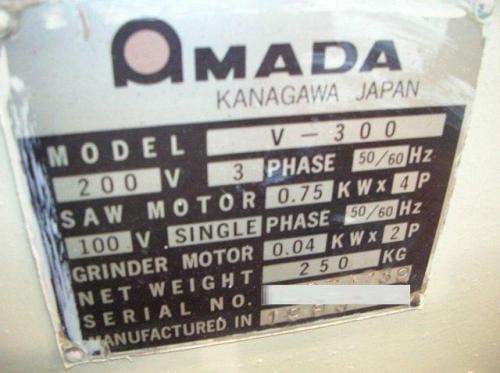 AMADA
KANAGAWA JAPAN
MODEL V-300
200 V 3 PHASE 50/60 Hz
SAW MOTOR 0.75 KW x 4 P
100 V SINGLE PHASE 50/60 Hz
GRINDER MOTOR 0.04 KW x 2 P
NET WEIGHT 250 KG
SERIAL NO.
MANUFACTURED IN